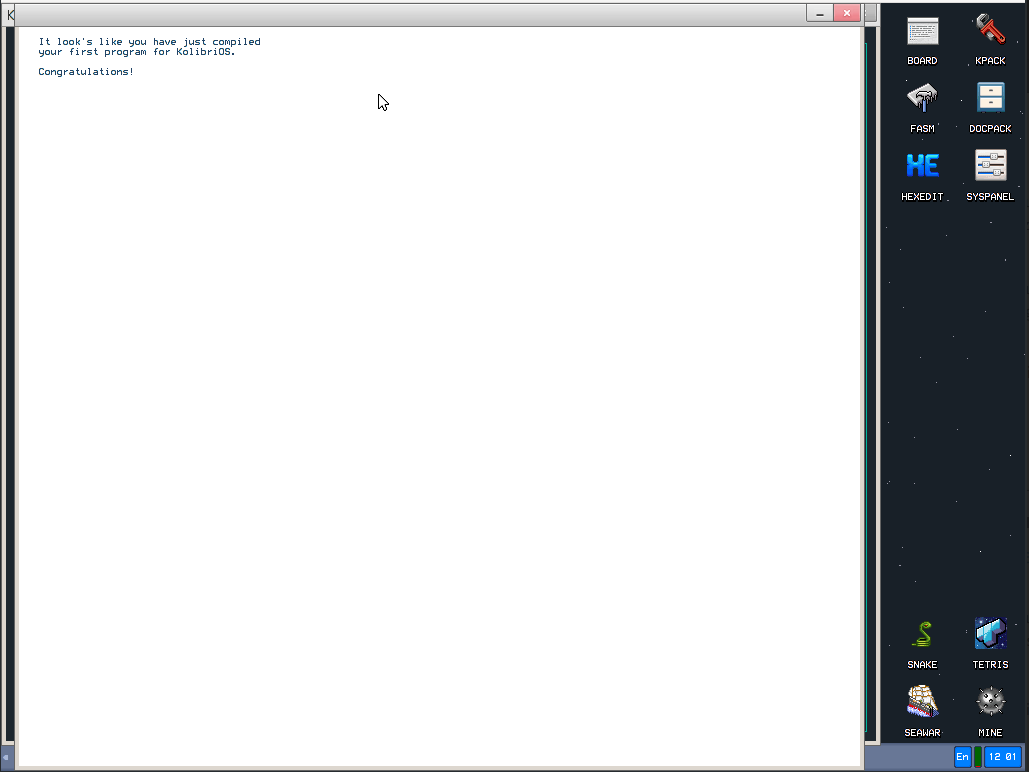 K
It look's like you have just compiled
your first program for KolibriOS.
Congratulations!
BOARD
KPACK
FASM
DOCPACK
HE
HEXEDIT
SYSPANEL
SNAKE
TETRIS
SEAWAR
MINE
En
12 01